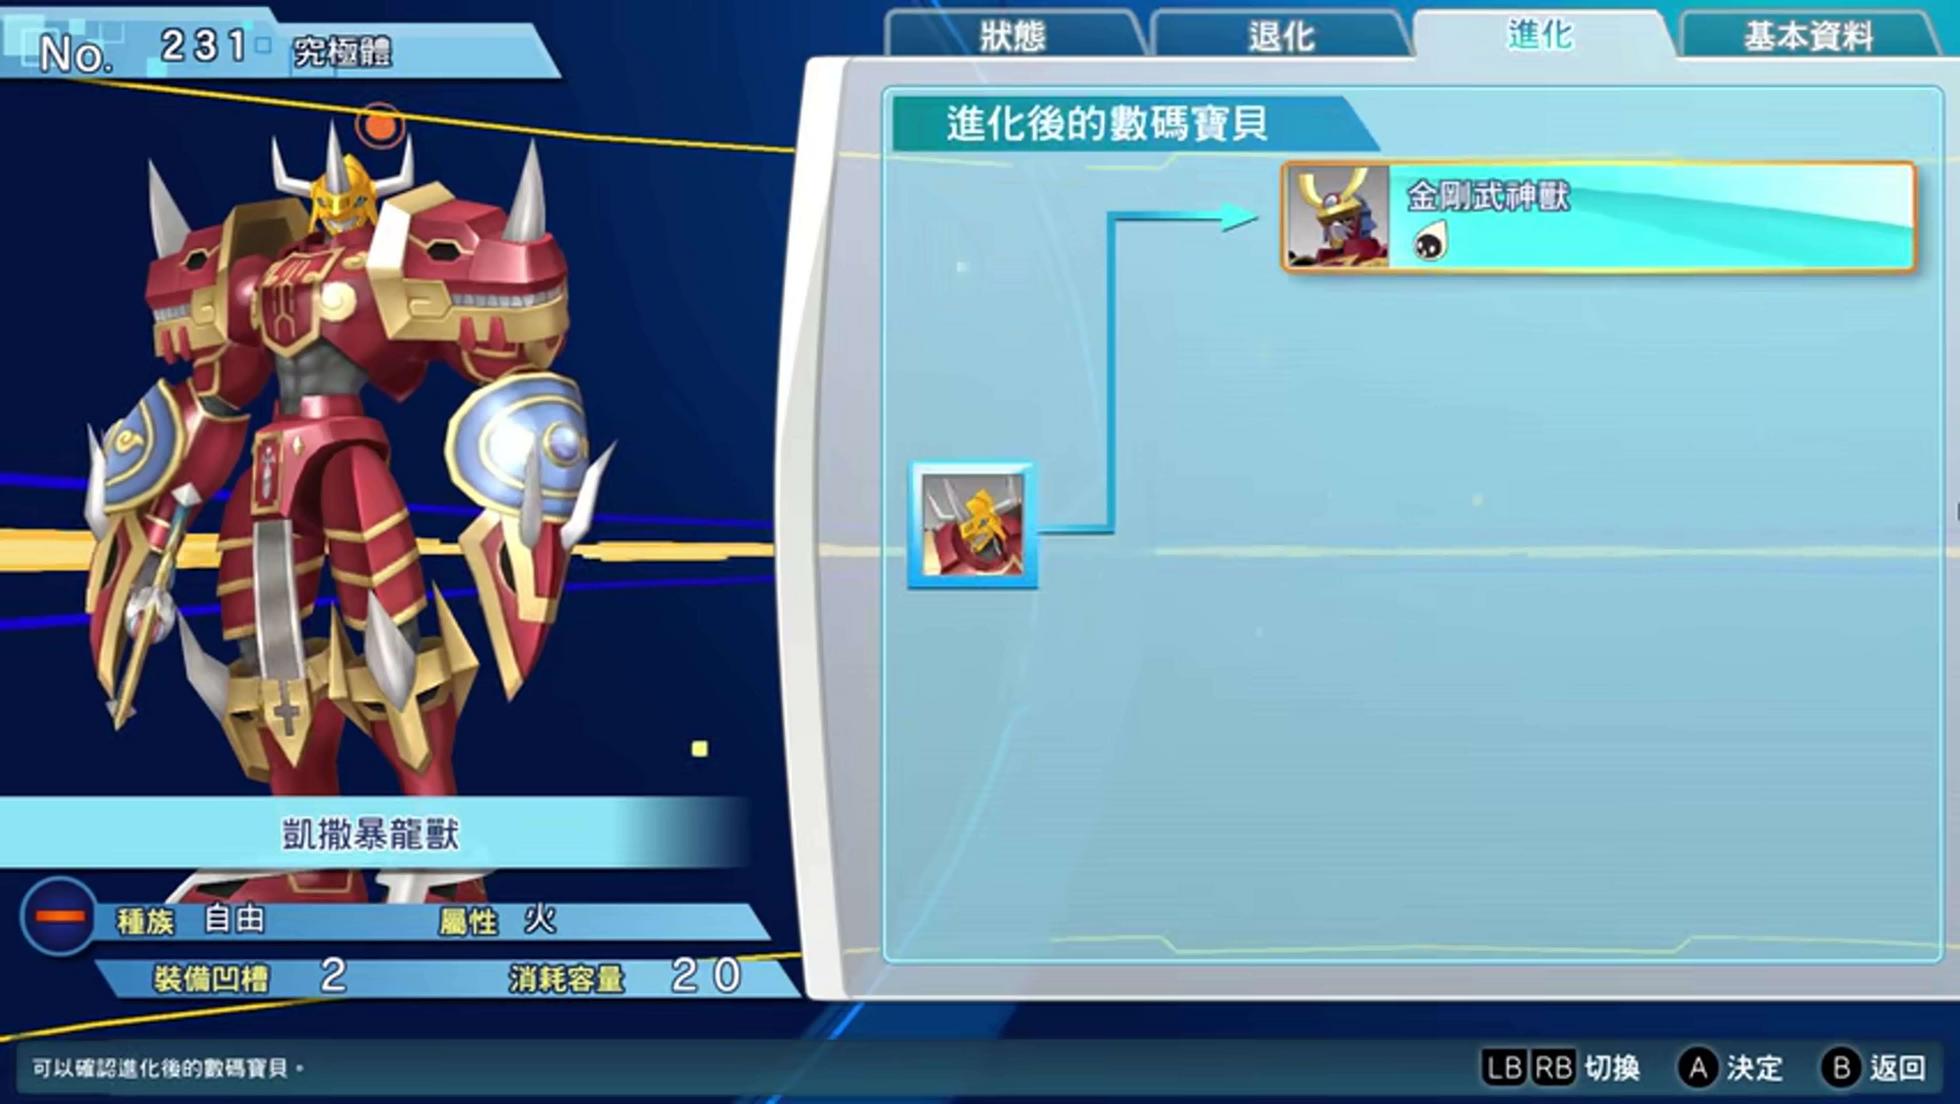 No. 231 究極體
狀態 退化 進化 基本資料
進化後的數碼寶貝
金剛武神獸
凱撒暴龍獸
種族 自由 屬性 火
裝備凹槽 2 消耗容量 20
可以確認進化後的數碼寶貝。
LB RB 切換 A 決定 B 返回